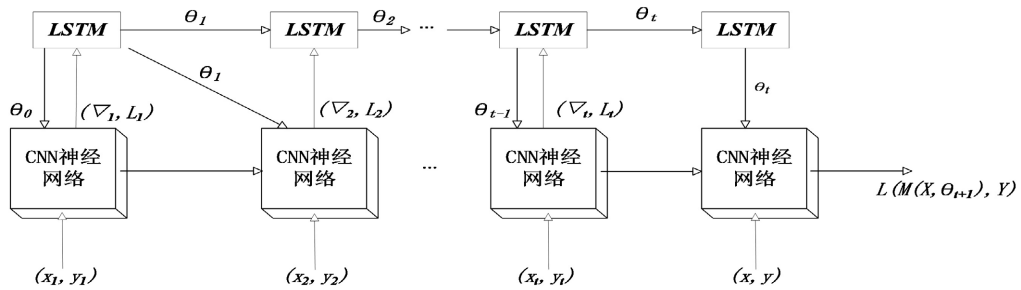 θ1
θ2
θt
LSTM
LSTM
...
LSTM
LSTM
θ1
θ0
(▽1, L1)
(▽2, L2)
θt-1
(▽t, Lt)
θt
CNN神经
网络
CNN神经
网络
...
CNN神经
网络
CNN神经
网络
L(M(X, θt+1), Y)
(x1, y1)
(x2, y2)
(xt, yt)
(x, y)